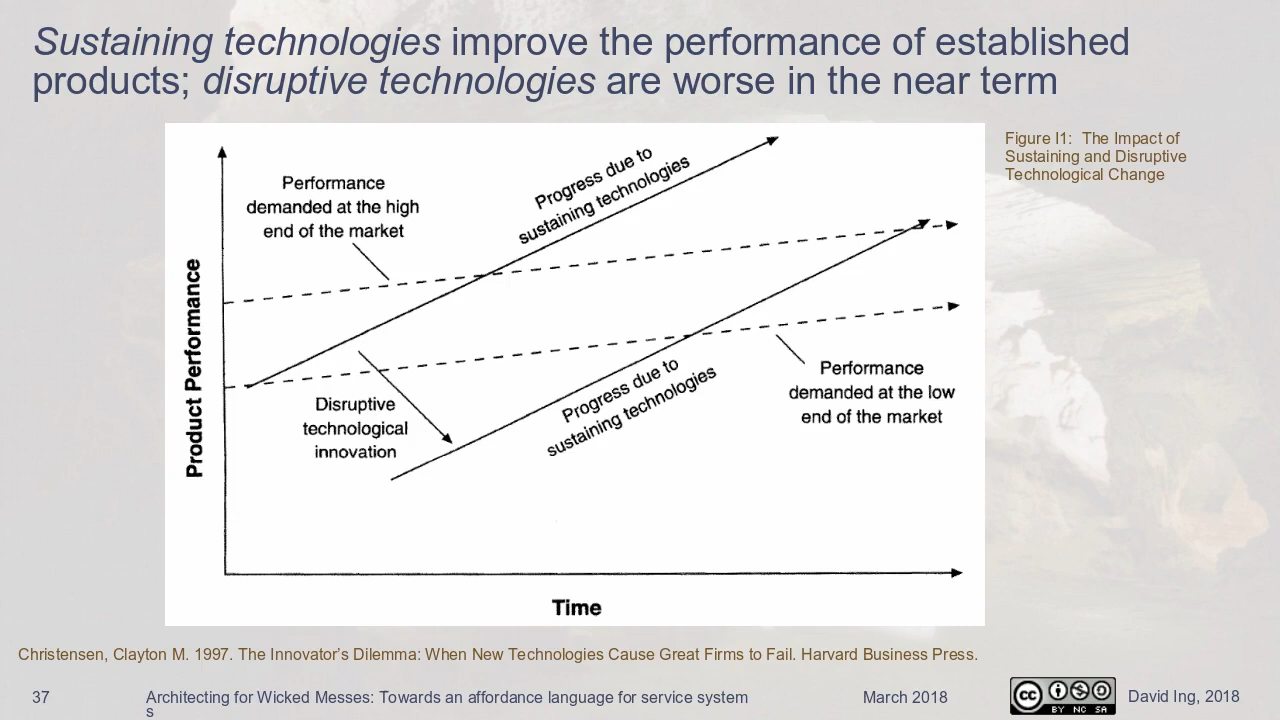 Sustaining technologies improve the performance of established
products; disruptive technologies are worse in the near term
Figure I1: The Impact of
Sustaining and Disruptive
Technological Change
Performance
demanded at the high
end of the market
Progress due to
sustaining technologies
Product Performance
Disruptive
technological
innovation
Progress due to
sustaining technologies
Performance
demanded at the low
end of the market
Time
Christensen, Clayton M. 1997. The Innovator’s Dilemma: When New Technologies Cause Great Firms to Fail. Harvard Business Press.
37
Architecting for Wicked Messes: Towards an affordance language for service system
s
March 2018
cc
BY NC SA
David Ing, 2018